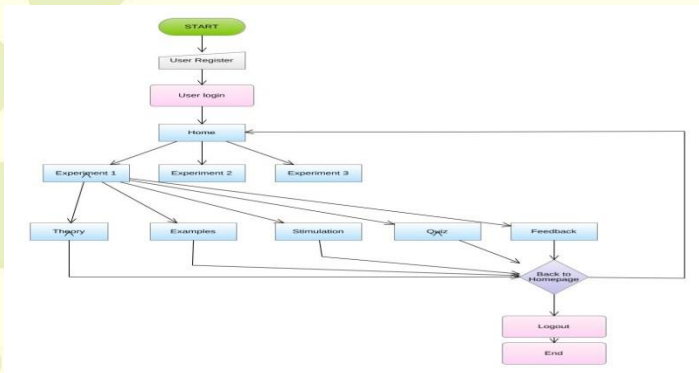 START
User Register
User login
Home
Experiment 1
Experiment 2
Experiment 3
Theory
Examples
Stimulation
Quiz
Feedback
Back to
Homepage
Logout
End